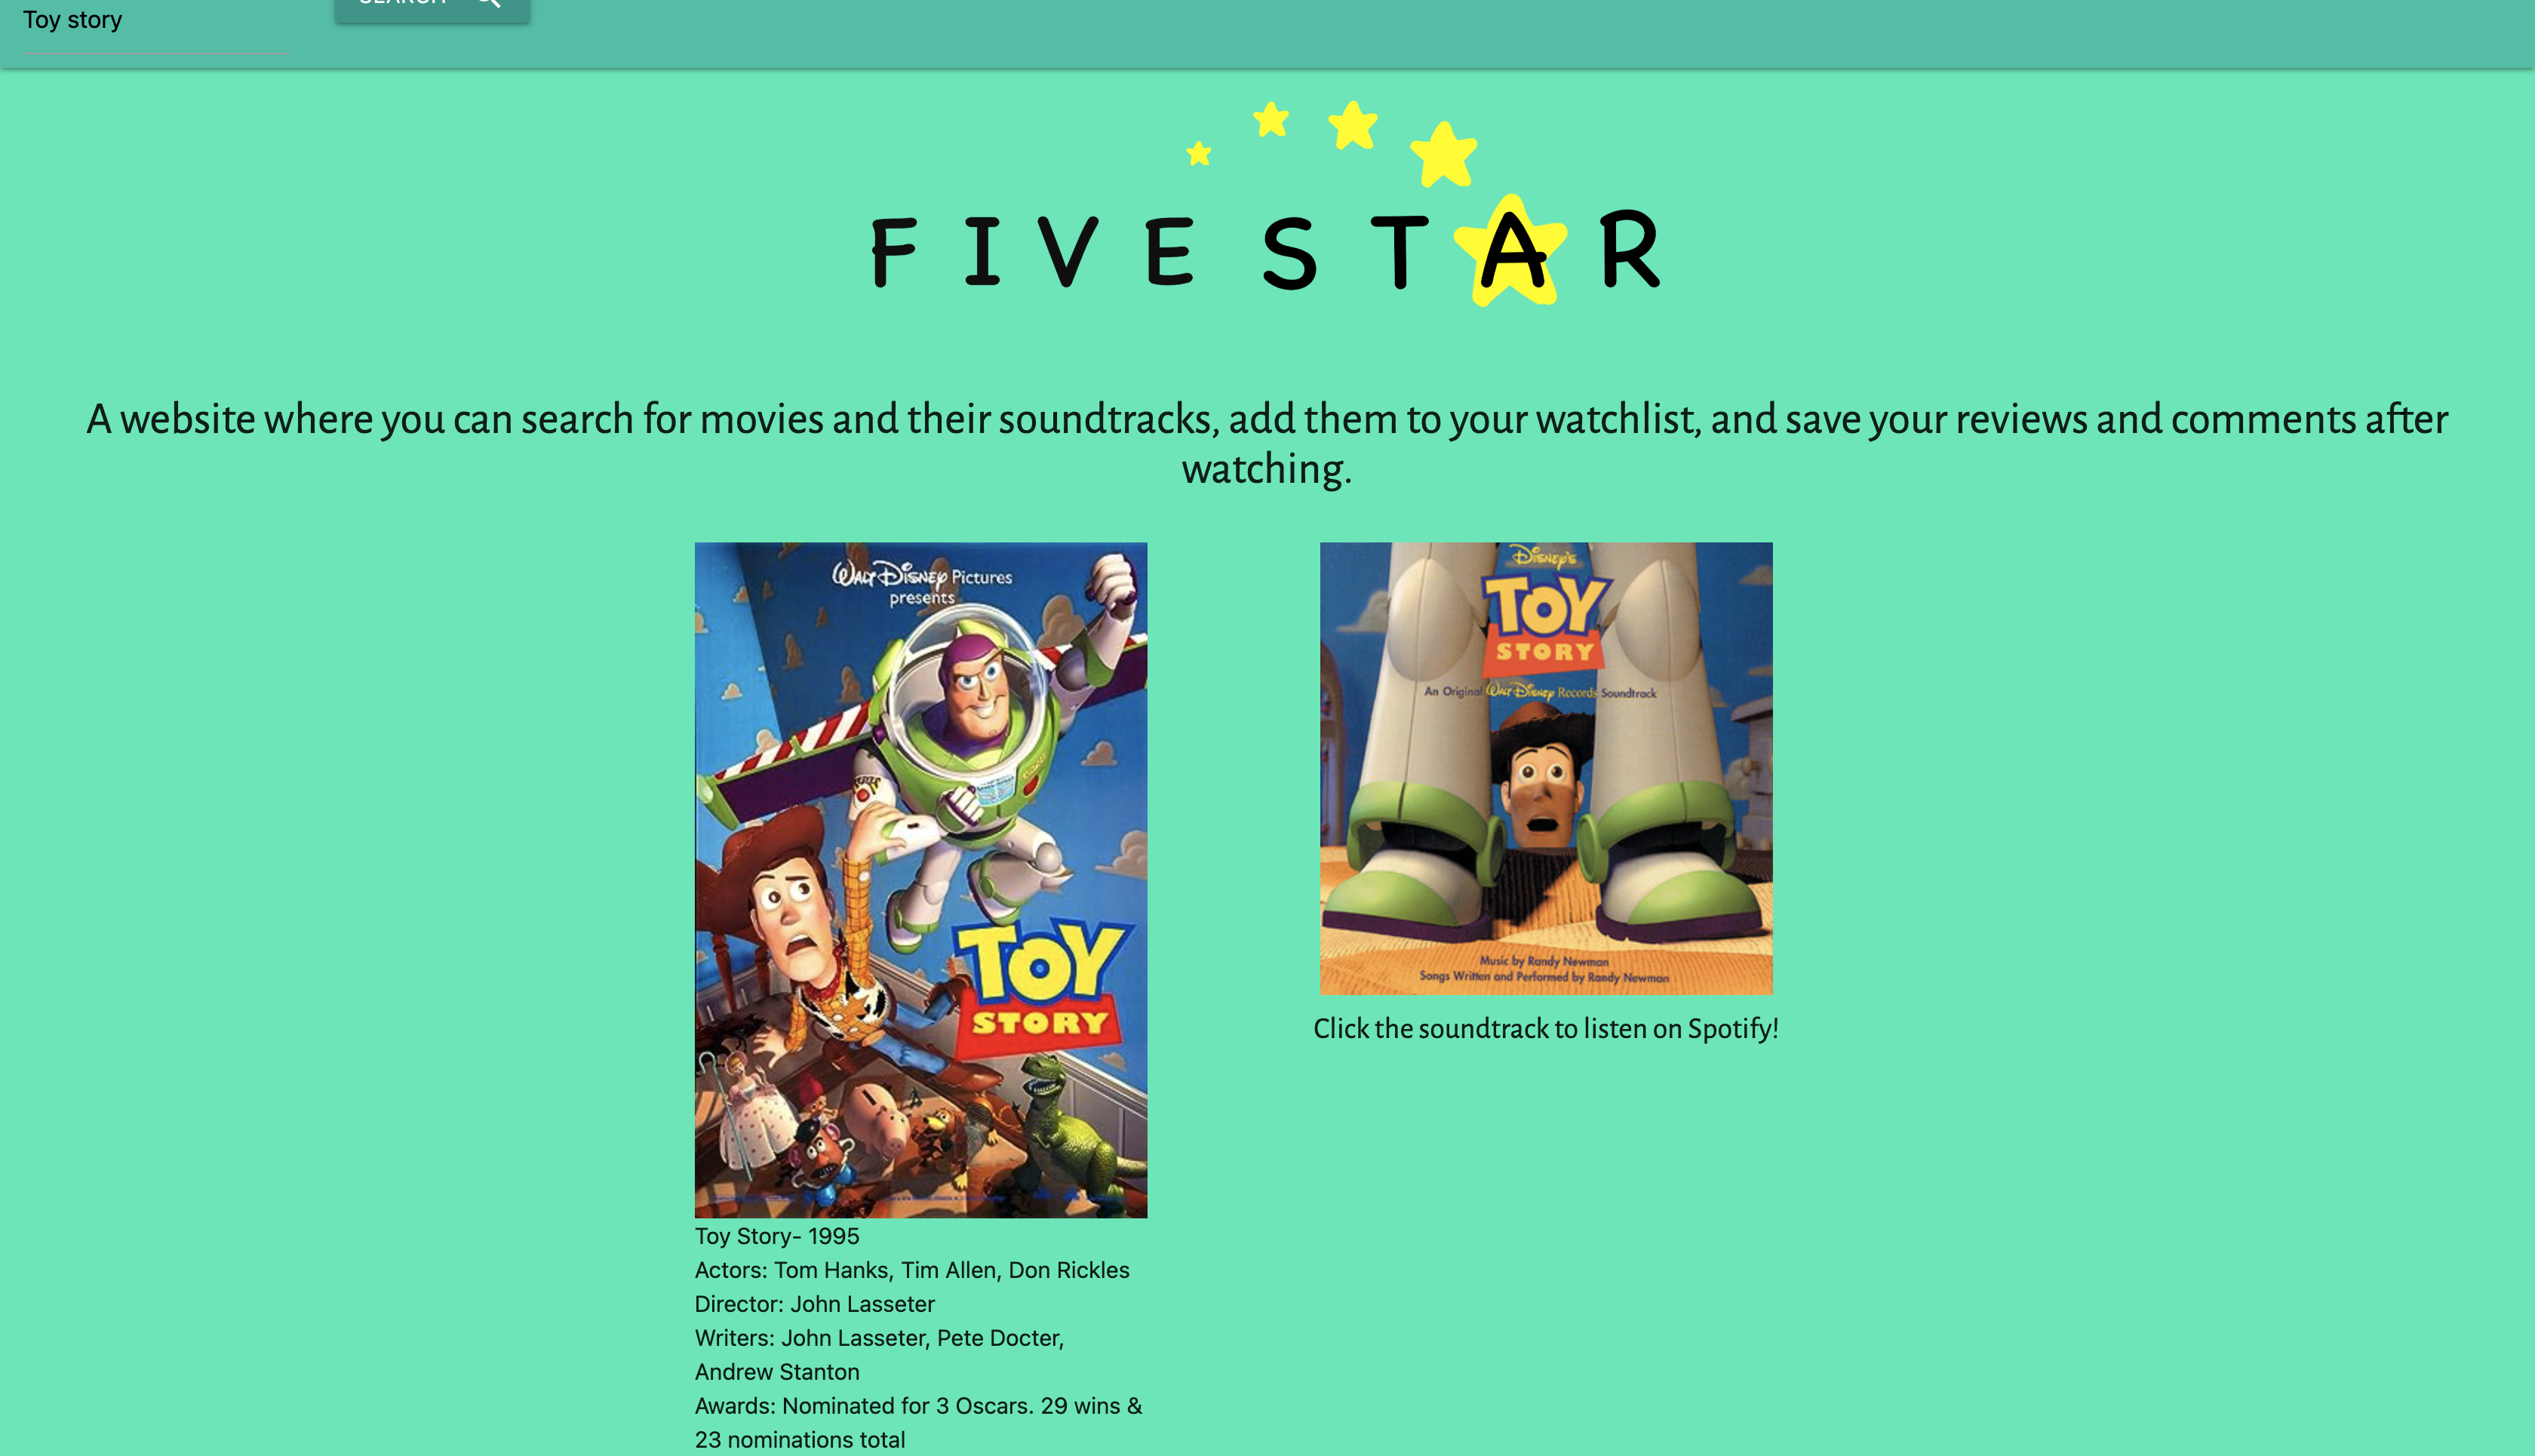 Toy story
SEARCH
FIVE STAR
A website where you can search for movies and their soundtracks, add them to your watchlist, and save your reviews and comments after
watching.
Walt Disney Pictures
presents
TOY
STORY
Disney's
TOY
STORY
An Original Walt Disney Records Soundtrack
Music by Randy Newman
Songs Written and Performed by Randy Newman
Click the soundtrack to listen on Spotify!
Toy Story- 1995
Actors: Tom Hanks, Tim Allen, Don Rickles
Director: John Lasseter
Writers: John Lasseter, Pete Docter,
Andrew Stanton
Awards: Nominated for 3 Oscars. 29 wins &
23 nominations total